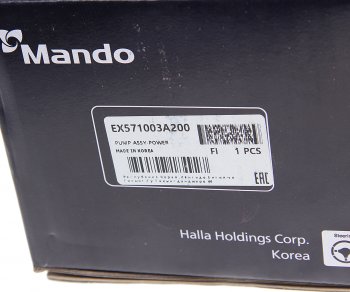 Mando
EX571003A200
PUMP ASSY-POWER
MADE IN KOREA
FI 1 PCS
EAC
Halla Holdings Corp.
Korea